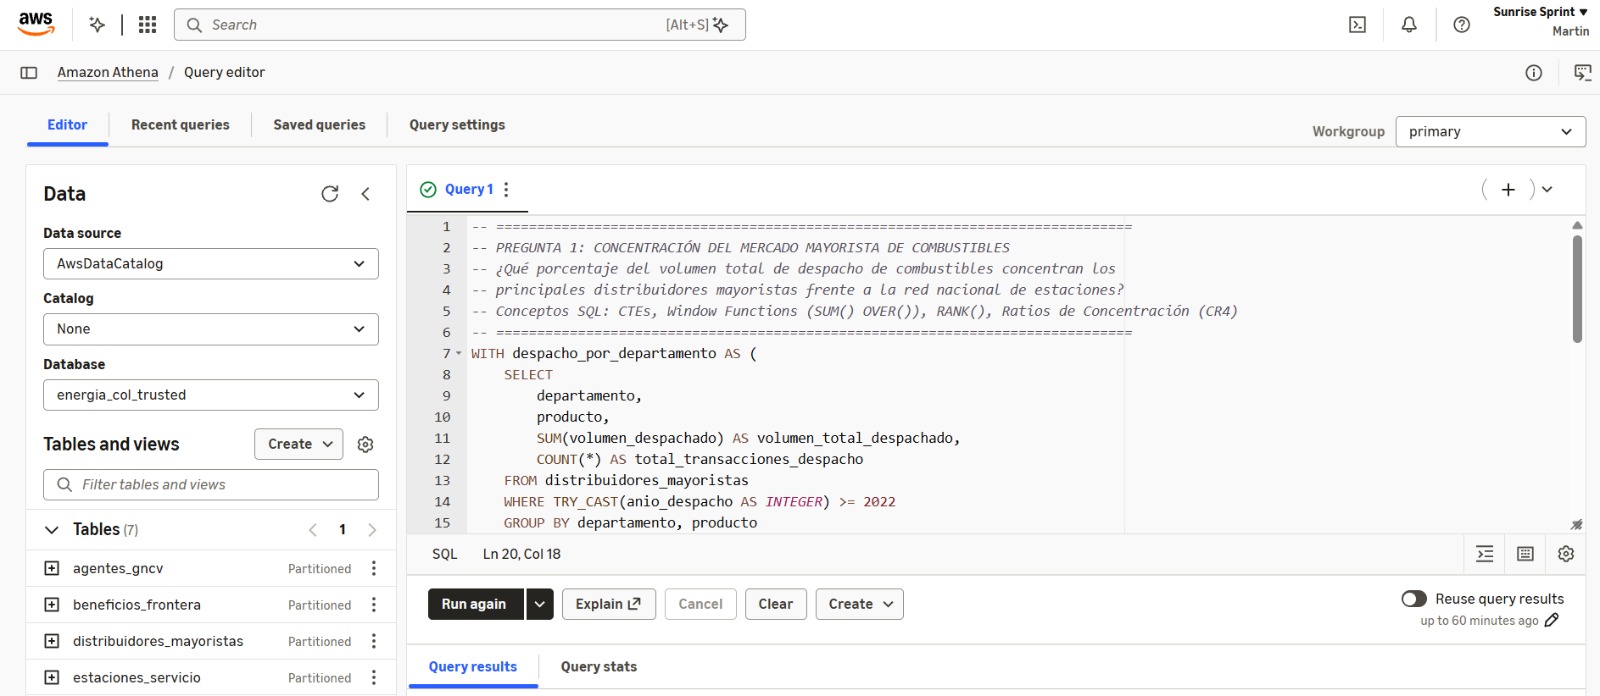 aws
Search
[Alt+S]
Sunrise Sprint
Martin
Amazon Athena / Query editor
Editor
Recent queries
Saved queries
Query settings
Workgroup
primary
Data
Data source
AwsDataCatalog
Catalog
None
Database
energia_col_trusted
Tables and views
Create
Filter tables and views
Tables (7)
1
agentes_gncv Partitioned
beneficios_frontera Partitioned
distribuidores_mayoristas Partitioned
estaciones_servicio Partitioned
Query 1
1 -- ==============================================================================
2 -- PREGUNTA 1: CONCENTRACIÓN DEL MERCADO MAYORISTA DE COMBUSTIBLES
3 -- ¿Qué porcentaje del volumen total de despacho de combustibles concentran los
4 -- principales distribuidores mayoristas frente a la red nacional de estaciones?
5 -- Conceptos SQL: CTEs, Window Functions (SUM() OVER()), RANK(), Ratios de Concentración (CR4)
6 -- ==============================================================================
7 WITH despacho_por_departamento AS (
8 SELECT
9 departamento,
10 producto,
11 SUM(volumen_despachado) AS volumen_total_despachado,
12 COUNT(*) AS total_transacciones_despacho
13 FROM distribuidores_mayoristas
14 WHERE TRY_CAST(anio_despacho AS INTEGER) >= 2022
15 GROUP BY departamento, producto
SQL Ln 20, Col 18
Run again
Explain
Cancel
Clear
Create
Reuse query results
up to 60 minutes ago
Query results
Query stats